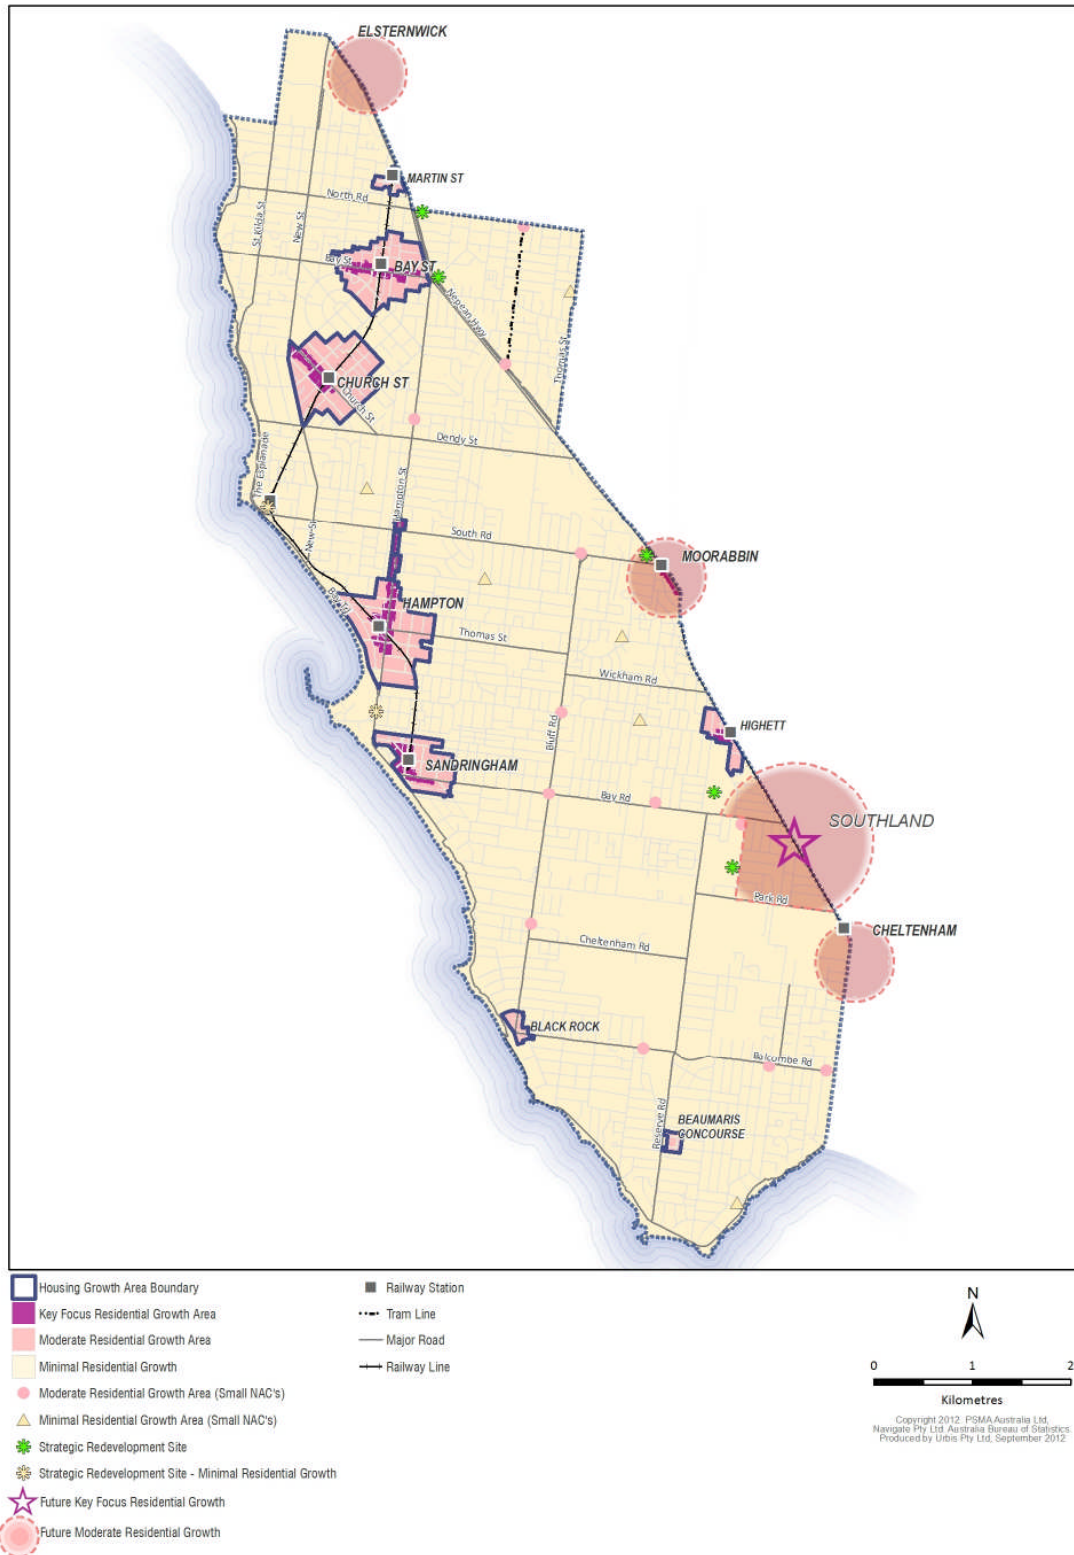 ELSTERNWICK
MARTIN ST
North Rd
St Kilda St
New St
Bay St
BAY ST
Nepean Hwy
Thomas St
CHURCH ST
Church St
Dendy St
The Esplanade
Hampton St
New St
South Rd
MOORABBIN
HAMPTON
Bay Trl
Thomas St
Wickham Rd
Bluff Rd
HIGHETT
SANDRINGHAM
Bay Rd
SOUTHLAND
Park Rd
CHELTENHAM
Cheltenham Rd
BLACK ROCK
Balcombe Rd
Reserve Rd
BEAUMARIS
CONCOURSE
Housing Growth Area Boundary
Key Focus Residential Growth Area
Moderate Residential Growth Area
Minimal Residential Growth
Moderate Residential Growth Area (Small NAC's)
Minimal Residential Growth Area (Small NAC's)
Strategic Redevelopment Site
Strategic Redevelopment Site - Minimal Residential Growth
Future Key Focus Residential Growth
Future Moderate Residential Growth
Railway Station
Tram Line
Major Road
Railway Line
N
0 1 2
Kilometres
Copyright 2012. PSMA Australia Ltd,
Navigate Pty Ltd. Australia Bureau of Statistics.
Produced by Urbis Pty Ltd, September 2012